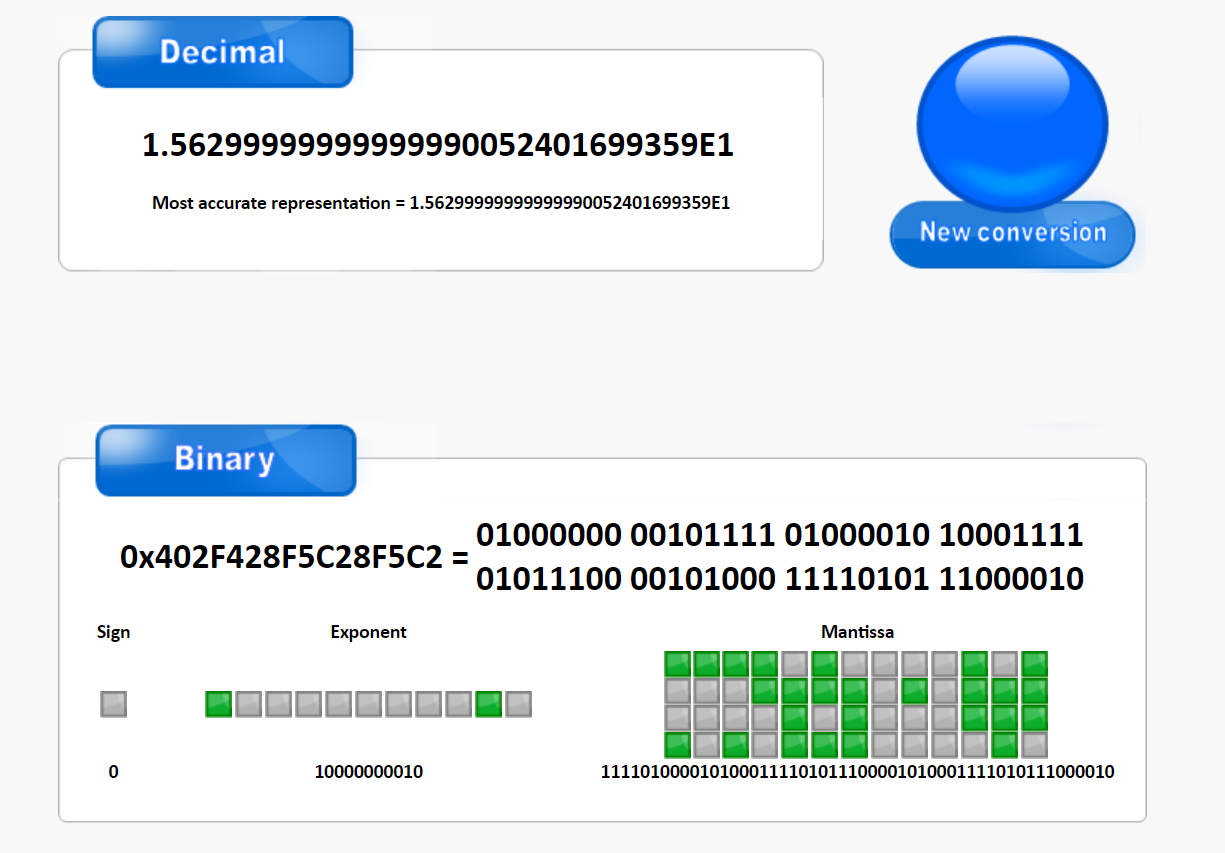 Decimal
1.56299999999999990052401699359E1
Most accurate representation = 1.56299999999999990052401699359E1
New conversion
Binary
0x402F428F5C28F5C2 =
01000000 00101111 01000010 10001111
01011100 00101000 11110101 11000010
Sign Exponent Mantissa
0 10000000010 1111010000101000111101011100001010001111010111000010